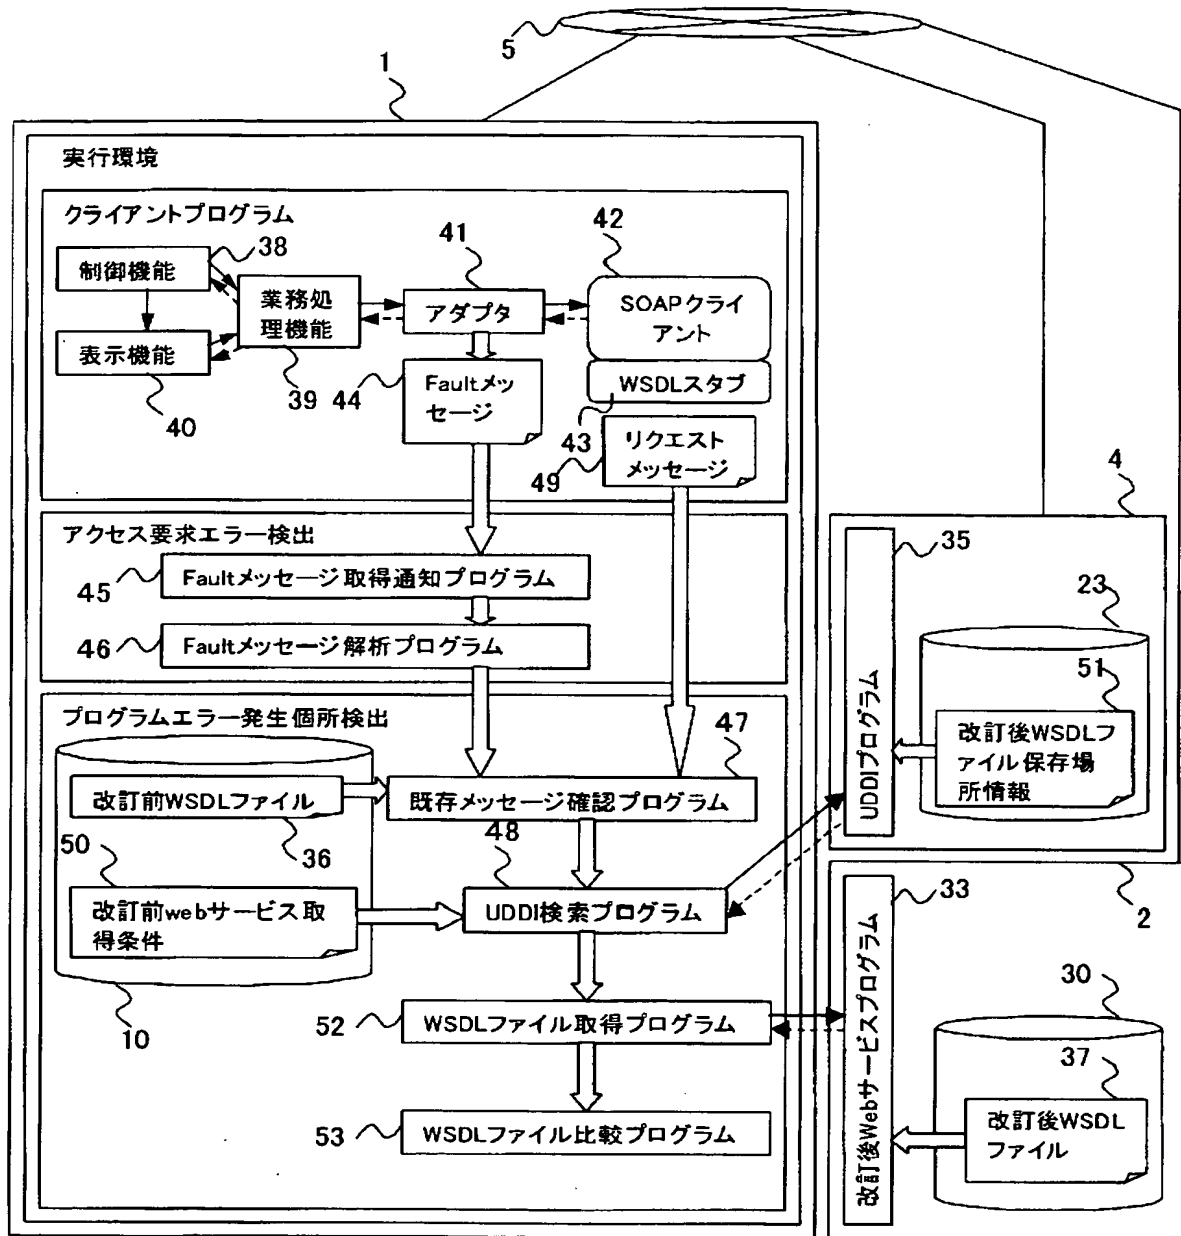 5
1
実行環境
クライアントプログラム
38
制御機能
41
42
業務処
理機能
アダプタ
SOAPクライ
アント
表示機能
40
39
44
Faultメッ
セージ
WSDLスタブ
43
リクエスト
メッセージ
49
4
アクセス要求エラー検出
45
Faultメッセージ取得通知プログラム
46
Faultメッセージ解析プログラム
35
UDDIプログラム
23
51
改訂後WSDLフ
ァイル保存場
所情報
プログラムエラー発生個所検出
47
改訂前WSDLファイル
既存メッセージ確認プログラム
36
48
50
改訂前webサービス取
得条件
UDDI検索プログラム
10
33
2
改訂後Webサービスプログラム
52
WSDLファイル取得プログラム
30
37
改訂後WSDL
ファイル
53
WSDLファイル比較プログラム